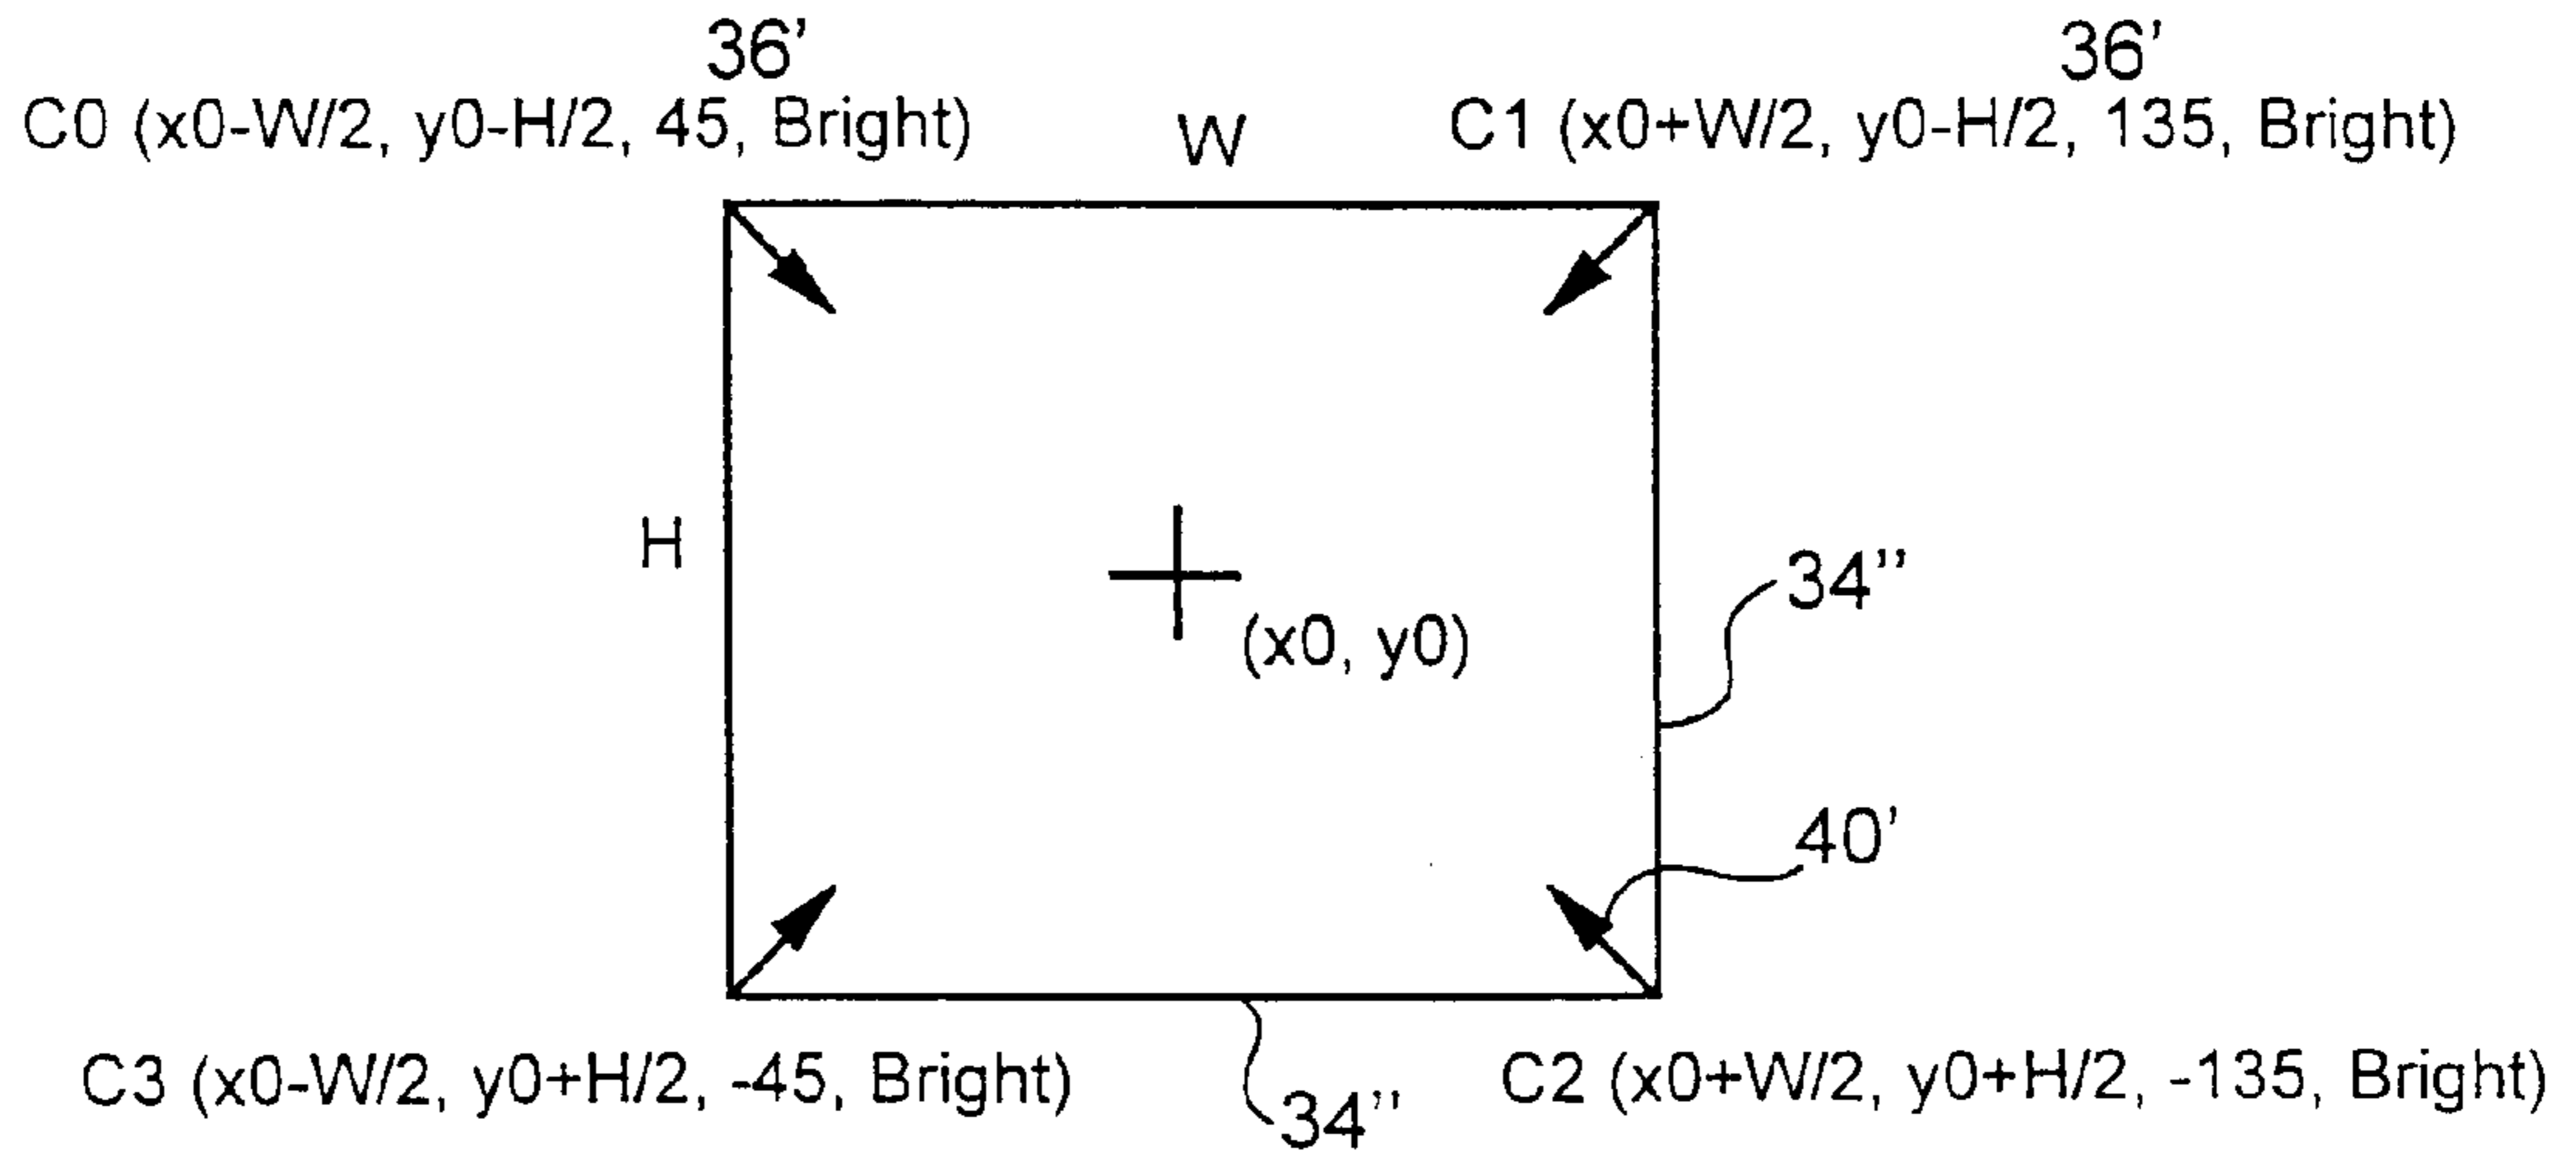 36’ 36’
C0 (x0-W/2, y0-H/2, 45, Bright) W C1 (x0+W/2, y0-H/2, 135, Bright)
H
34’’
(x0, y0)
40’
C3 (x0-W/2, y0+H/2, -45, Bright) C2 (x0+W/2, y0+H/2, -135, Bright)
34’’